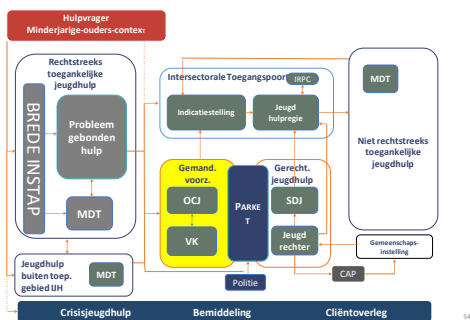 Hulpvrager
Minderjarige-ouders-context
Rechtstreeks
toegankelijke
jeugdhulp
BREDE INSTAP
Probleem
gebonden
hulp
MDT
Jeugdhulp
buiten toep.
gebied IJH
MDT
Intersectorale Toegangspoort
IRPC
Indicatiestelling
Jeugd
hulpregie
Gemand.
voorz.
OCJ
VK
PARKE
T
Politie
Gerecht.
jeugdhulp
SDJ
Jeugd
rechter
CAP
MDT
Niet rechtstreeks
toegankelijke
jeugdhulp
Gemeenschaps-
instelling
Crisisjeugdhulp Bemiddeling Cliëntoverleg
54